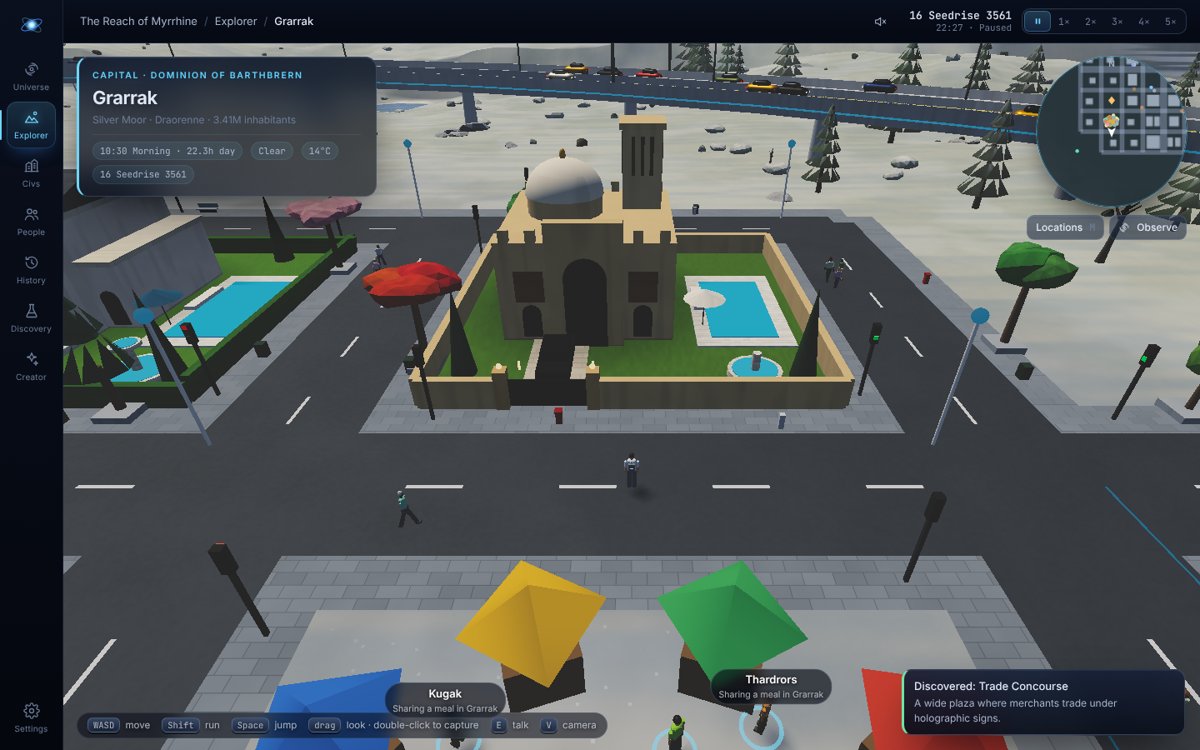 The Reach of Myrrhine / Explorer / Grarrak
16 Seedrise 3561
22:27 · Paused
1× 2× 3× 4× 5×
Universe
Explorer
Civs
People
History
Discovery
Creator
Settings
CAPITAL · DOMINION OF BARTHBRERN
Grarrak
Silver Moor · Draorenne · 3.41M inhabitants
10:30 Morning · 22.3h day
Clear
14°C
16 Seedrise 3561
Locations M
Observe
Kugak
Sharing a meal in Grarrak
Thardrors
Sharing a meal in Grarrak
WASD move Shift run Space jump drag look · double-click to capture E talk V camera
Discovered: Trade Concourse
A wide plaza where merchants trade under
holographic signs.